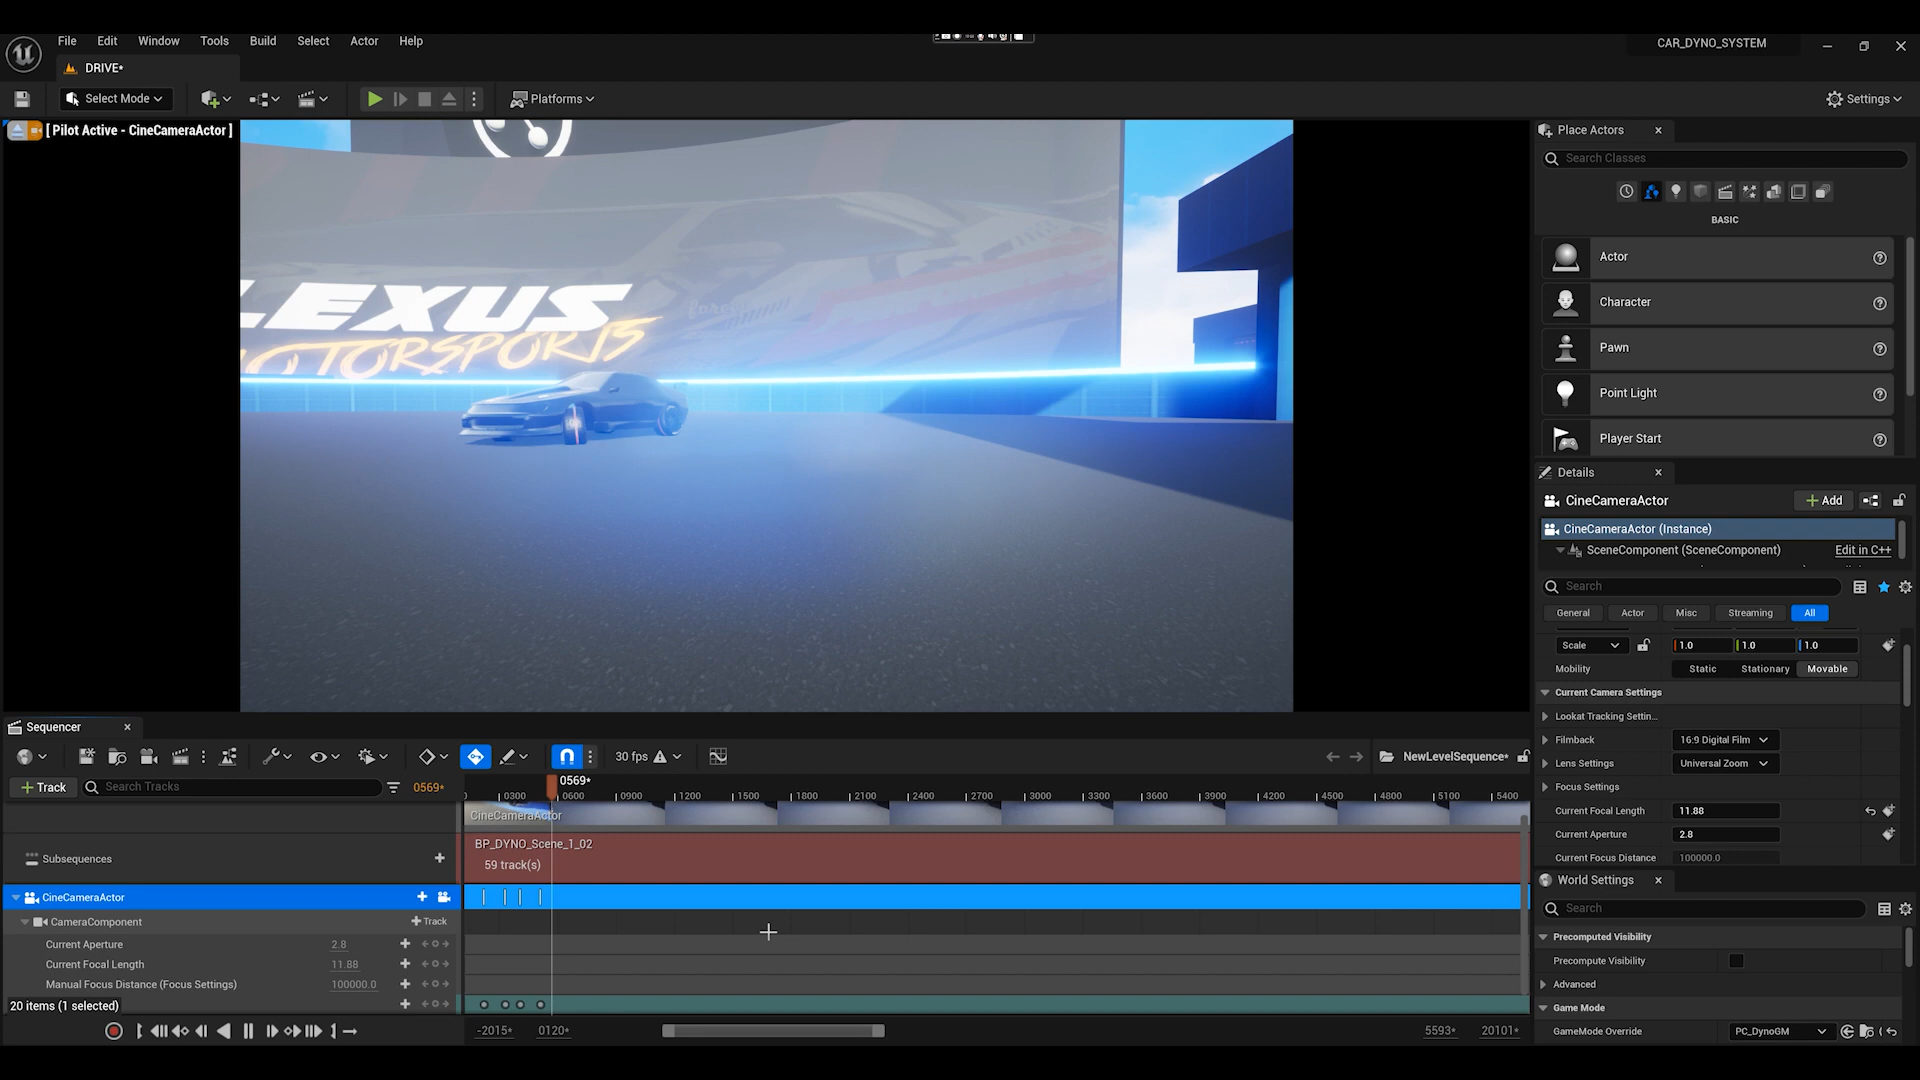 File Edit Window Tools Build Select Actor Help
CAR_DYNO_SYSTEM
DRIVE*
Select Mode
Platforms
Settings
[ Pilot Active - CineCameraActor ]
LEXUS
MOTORSPORTS
Place Actors
Search Classes
BASIC
Actor
Character
Pawn
Point Light
Player Start
Details
CineCameraActor
Add
CineCameraActor (Instance)
SceneComponent (SceneComponent) Edit in C++
Search
General Actor Misc Streaming All
Scale 1.0 1.0 1.0
Mobility Static Stationary Movable
Current Camera Settings
Lookat Tracking Settin...
Filmback 16:9 Digital Film
Lens Settings Universal Zoom
Focus Settings
Current Focal Length 11.88
Current Aperture 2.8
Current Focus Distance 100000.0
World Settings
Search
Precomputed Visibility
Precompute Visibility
Advanced
Game Mode
GameMode Override PC_DynoGM
Sequencer
30 fps
NewLevelSequence*
Track
Search Tracks
0569*
0569*
0300 0600 0900 1200 1500 1800 2100 2400 2700 3000 3300 3600 3900 4200 4500 4800 5100 5400
CineCameraActor
Subsequences
BP_DYNO_Scene_1_02
59 track(s)
CineCameraActor
CameraComponent Track
Current Aperture 2.8
Current Focal Length 11.88
Manual Focus Distance (Focus Settings) 100000.0
20 items (1 selected)
-2015* 0120* 5593* 20101*